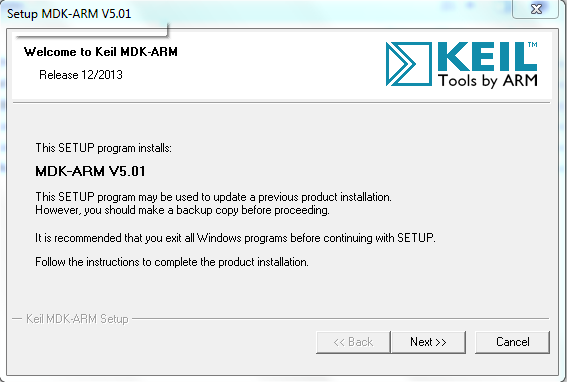 Setup MDK-ARM V5.01
Welcome to Keil MDK-ARM
Release 12/2013
KEIL™
Tools by ARM
This SETUP program installs:
MDK-ARM V5.01
This SETUP program may be used to update a previous product installation.
However, you should make a backup copy before proceeding.
It is recommended that you exit all Windows programs before continuing with SETUP.
Follow the instructions to complete the product installation.
Keil MDK-ARM Setup
<< Back
Next >>
Cancel